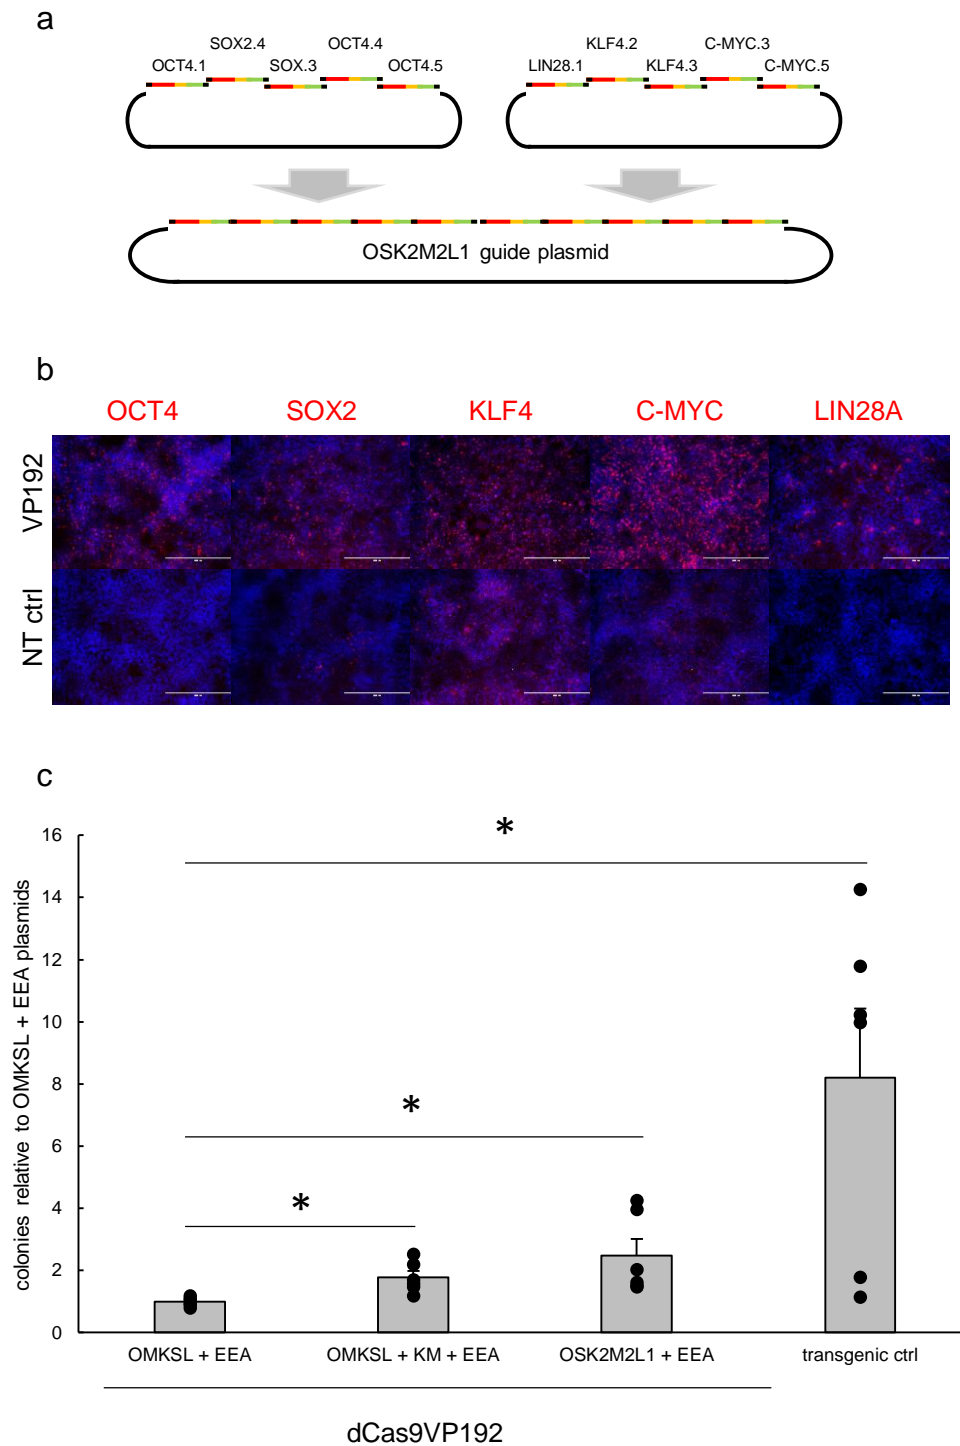 a
SOX2.4 OCT4.4 KLF4.2 C-MYC.3
OCT4.1 SOX.3 OCT4.5 LIN28.1 KLF4.3 C-MYC.5
OSK2M2L1 guide plasmid
b
OCT4 SOX2 KLF4 C-MYC LIN28A
VP192
NT ctrl
c
colonies relative to OMKSL + EEA plasmids
16
14
12
10
8
6
4
2
0
*
*
*
OMKSL + EEA OMKSL + KM + EEA OSK2M2L1 + EEA transgenic ctrl
dCas9VP192